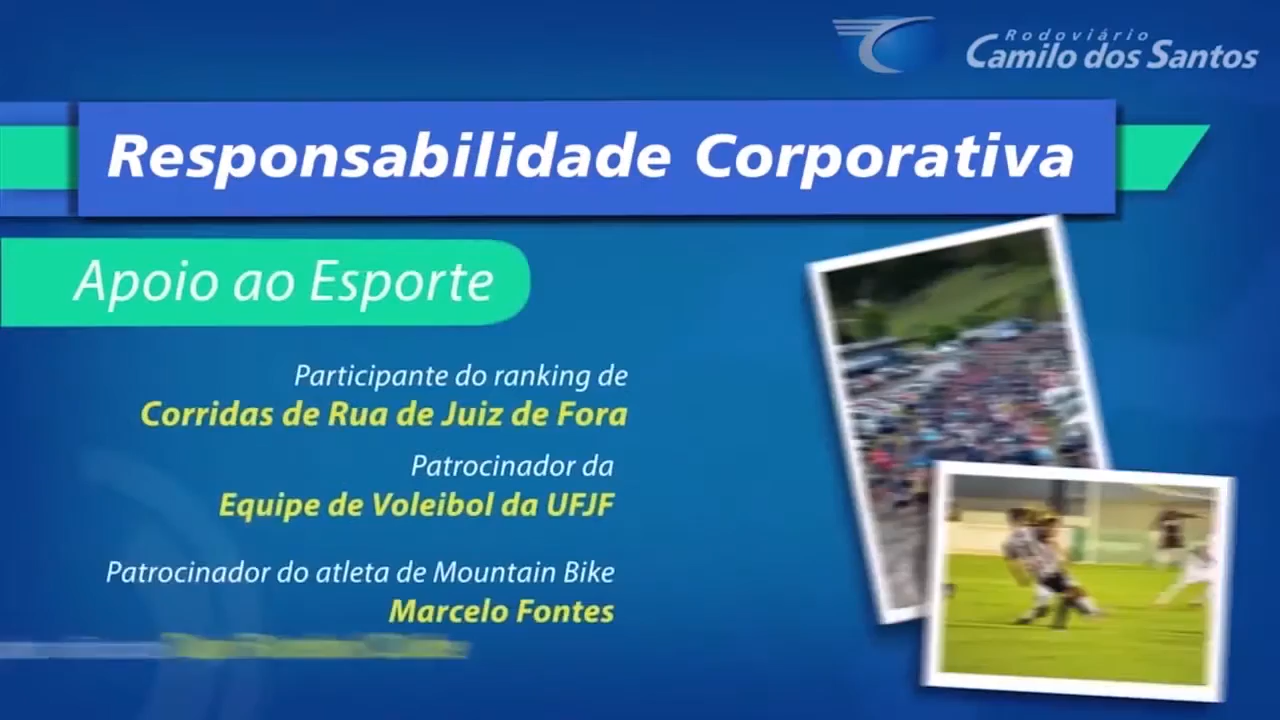 Rodoviário
Camilo dos Santos
Responsabilidade Corporativa
Apoio ao Esporte
Participante do ranking de
Corridas de Rua de Juiz de Fora
Patrocinador da
Equipe de Voleibol da UFJF
Patrocinador do atleta de Mountain Bike
Marcelo Fontes